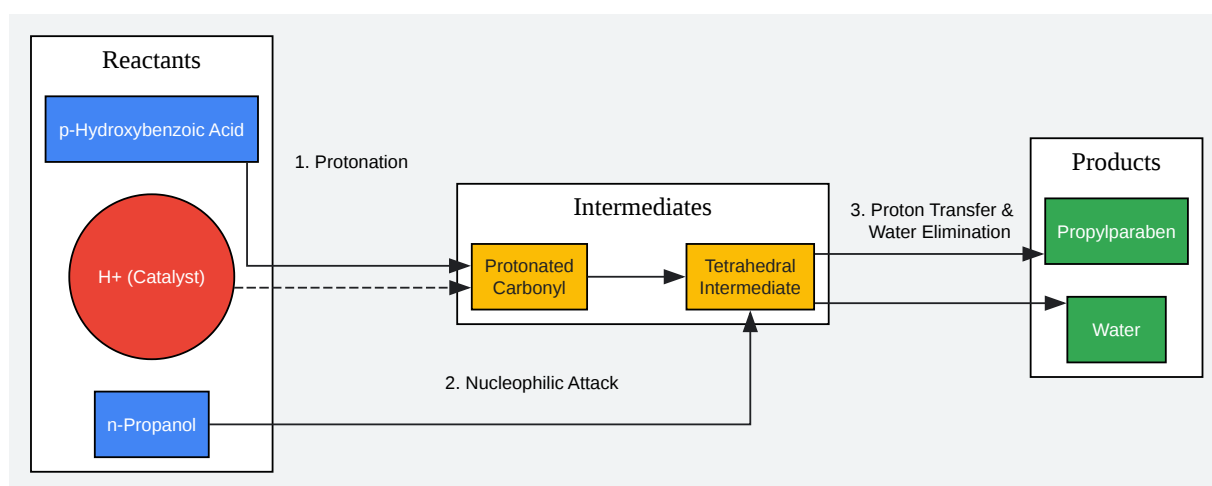 Reactants
p-Hydroxybenzoic Acid
H+ (Catalyst)
n-Propanol
1. Protonation
2. Nucleophilic Attack
Intermediates
Protonated
Carbonyl
Tetrahedral
Intermediate
3. Proton Transfer &
Water Elimination
Products
Propylparaben
Water